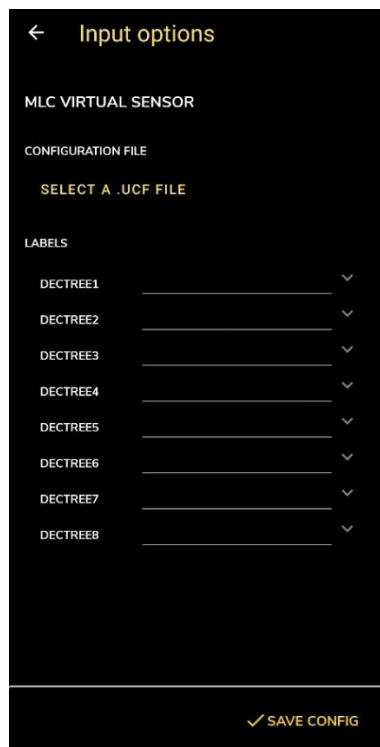 Input options
MLC VIRTUAL SENSOR
CONFIGURATION FILE
SELECT A .UCF FILE
LABELS
DECTREE1
DECTREE2
DECTREE3
DECTREE4
DECTREE5
DECTREE6
DECTREE7
DECTREE8
SAVE CONFIG